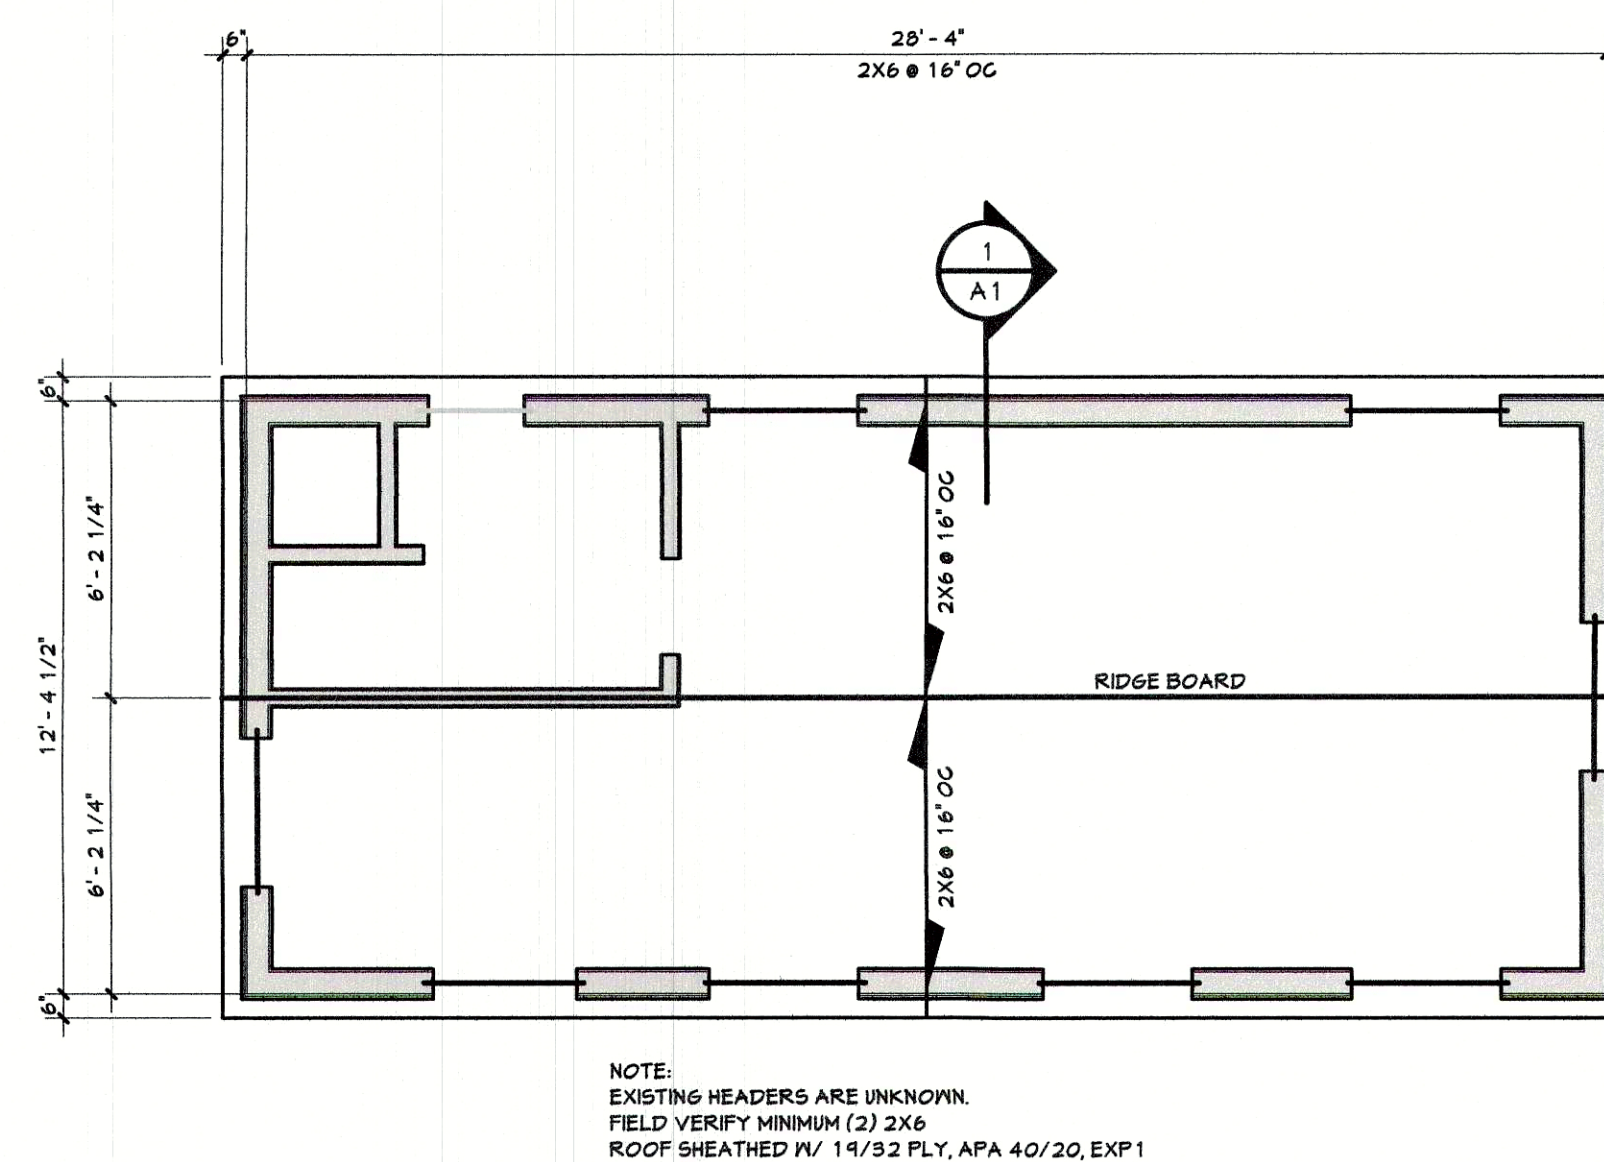 6"
28' - 4"
2X6 @ 16" OC
1
A1
6"
6' - 2 1/4"
12' - 4 1/2"
6' - 2 1/4"
6"
2X6 @ 16" OC
RIDGE BOARD
2X6 @ 16" OC
NOTE:
EXISTING HEADERS ARE UNKNOWN.
FIELD VERIFY MINIMUM (2) 2X6
ROOF SHEATHED W/ 19/32 PLY, APA 40/20, EXP1